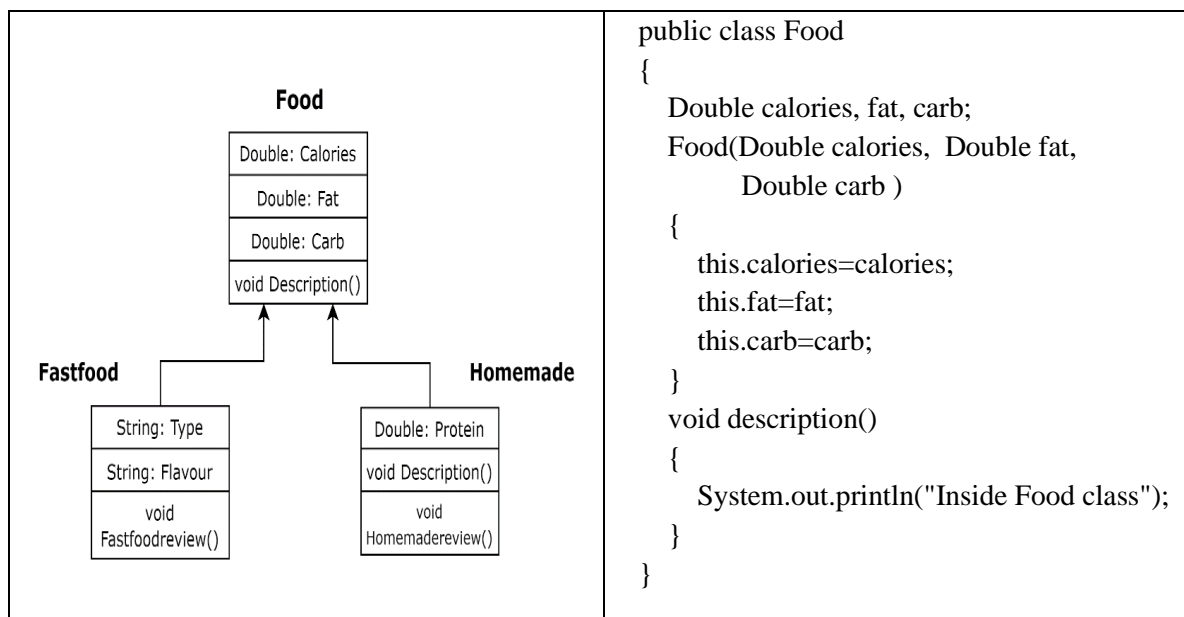 Food
Double: Calories
Double: Fat
Double: Carb
void Description()
Fastfood
Homemade
String: Type
String: Flavour
void
Fastfoodreview()
Double: Protein
void Description()
void
Homemadereview()
public class Food
{
Double calories, fat, carb;
Food(Double calories,  Double fat,
Double carb )
{
this.calories=calories;
this.fat=fat;
this.carb=carb;
}
void description()
{
System.out.println("Inside Food class");
}
}